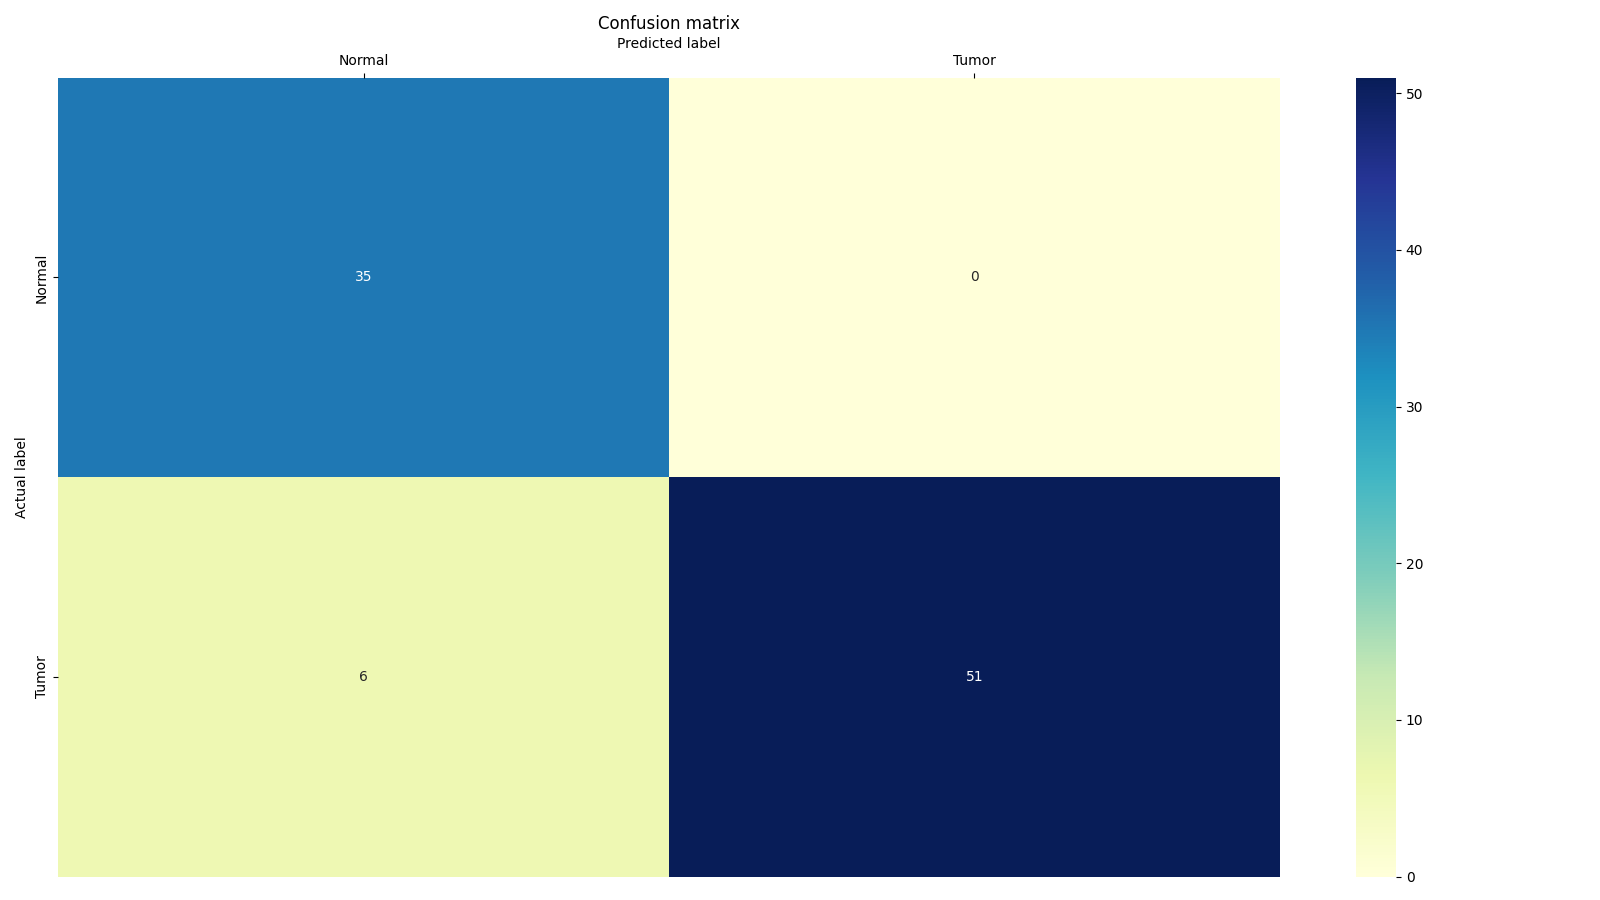 Confusion matrix
Predicted label
Normal Tumor
Actual label
Normal
35 0
Tumor
6 51
50
40
30
20
10
0